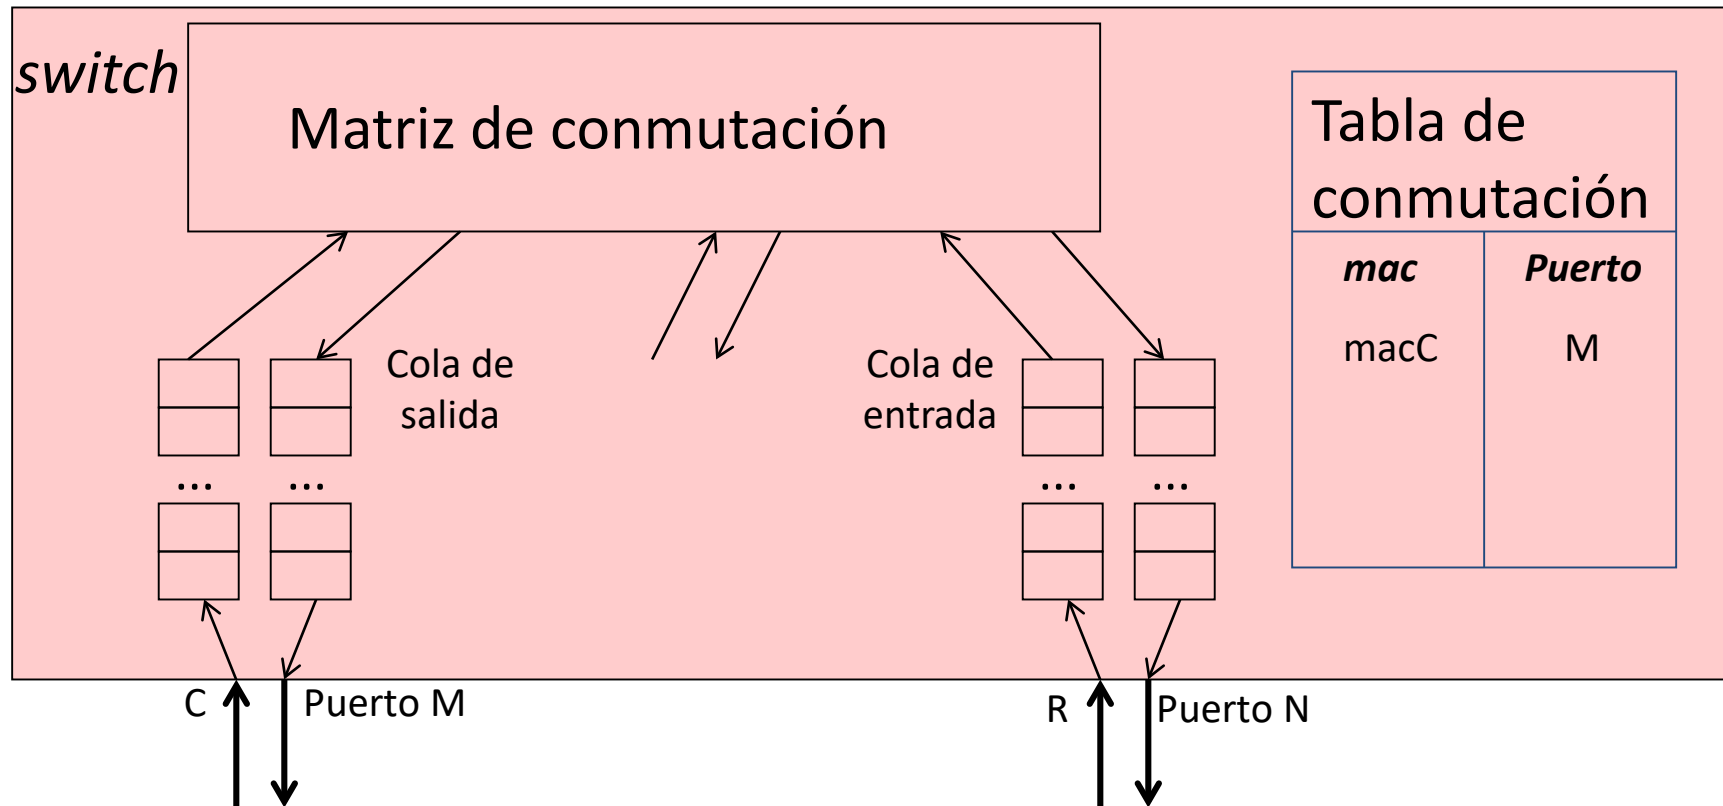 switch
Matriz de conmutación
Tabla de
conmutación
mac Puerto
macC M
Cola de
salida
Cola de
entrada
... ... ... ...
C Puerto M
R Puerto N